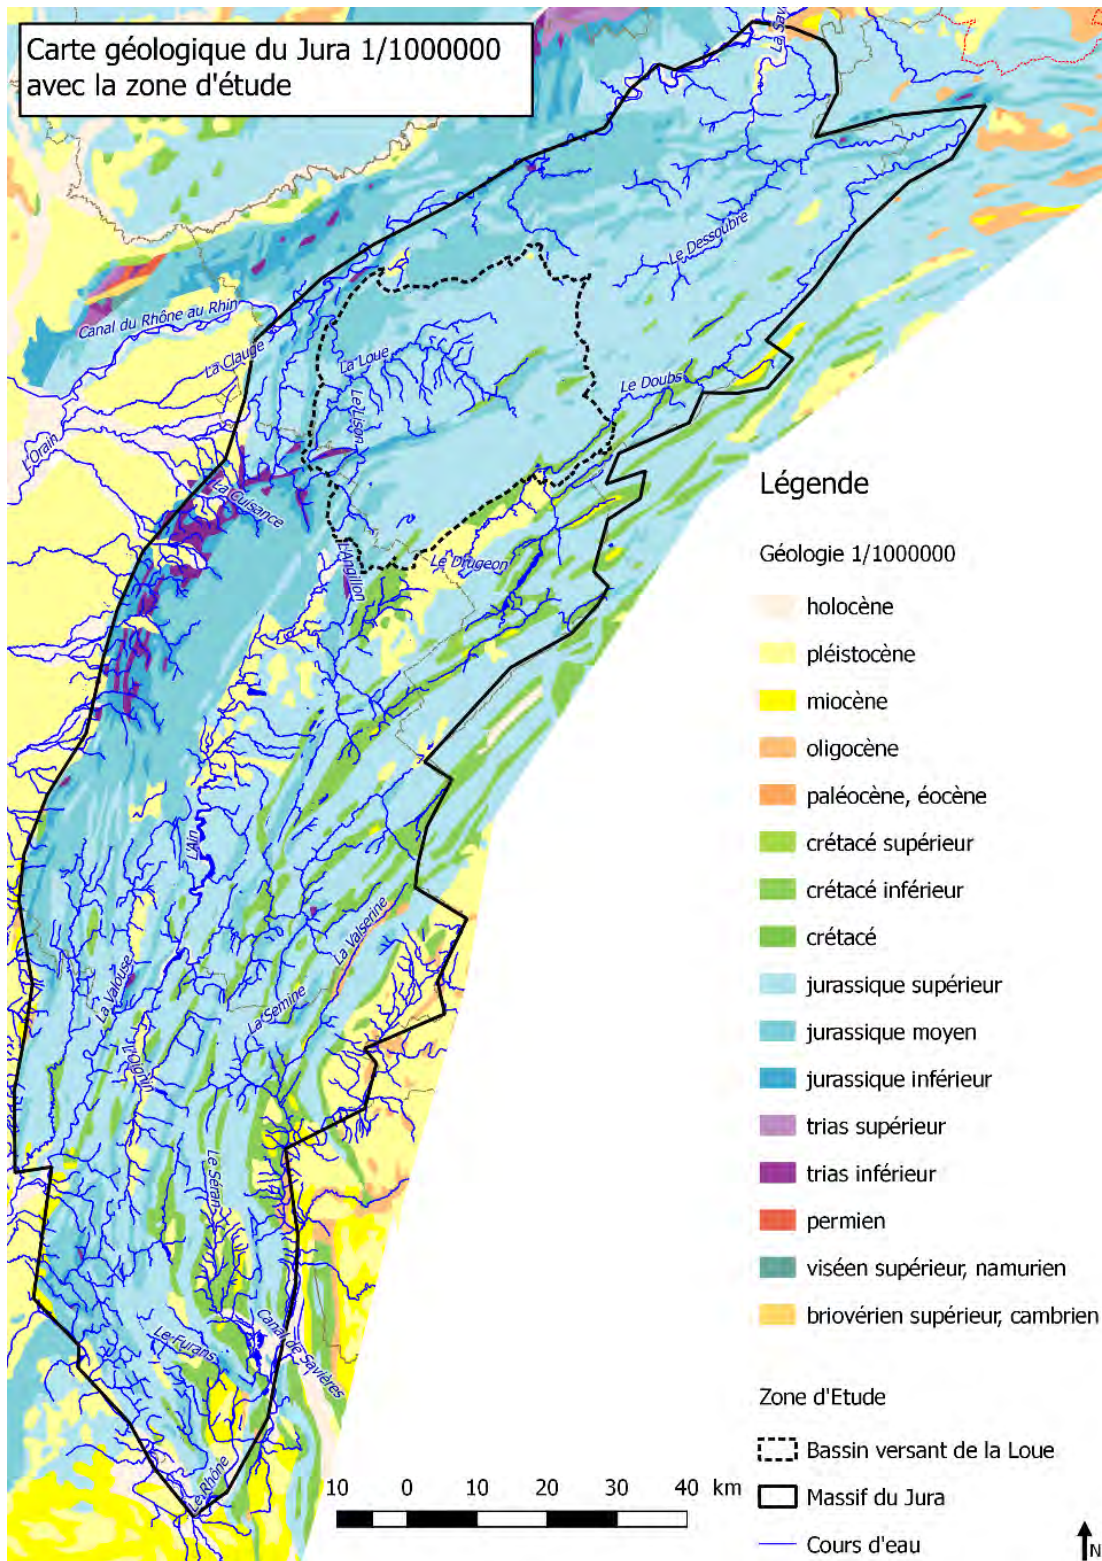 Carte géologique du Jura 1/1000000
avec la zone d'étude
La Sav
Le Dessoubre
Canal du Rhône au Rhin
La Clauge
La Loue
Le Doubs
Le Lison
L'Orain
La Cuisance
L'Angillon
Le Drugeon
L'Ain
La Valserine
La Valouse
La Semine
L'Oignin
Le Séran
Le Furans
Canal de Savières
Le Rhône
Légende
Géologie 1/1000000
holocène
pléistocène
miocène
oligocène
paléocène, éocène
crétacé supérieur
crétacé inférieur
crétacé
jurassique supérieur
jurassique moyen
jurassique inférieur
trias supérieur
trias inférieur
permien
viséen supérieur, namurien
briovérien supérieur, cambrien
Zone d'Etude
Bassin versant de la Loue
Massif du Jura
Cours d'eau
10 0 10 20 30 40 km
N